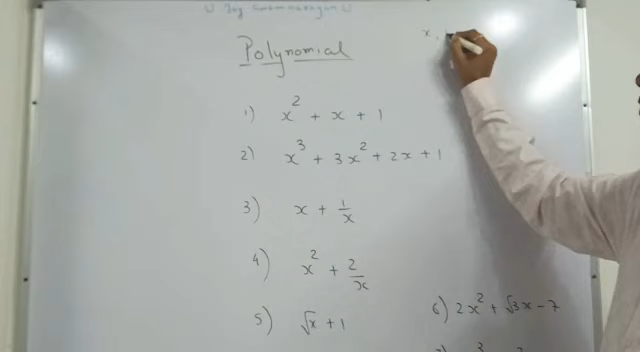 Polynomial
x,
1) x² + x + 1
2) x³ + 3x² + 2x + 1
3) x + 1/x
4) x² + 2/x
5) √x + 1
6) 2x² + √3x - 7